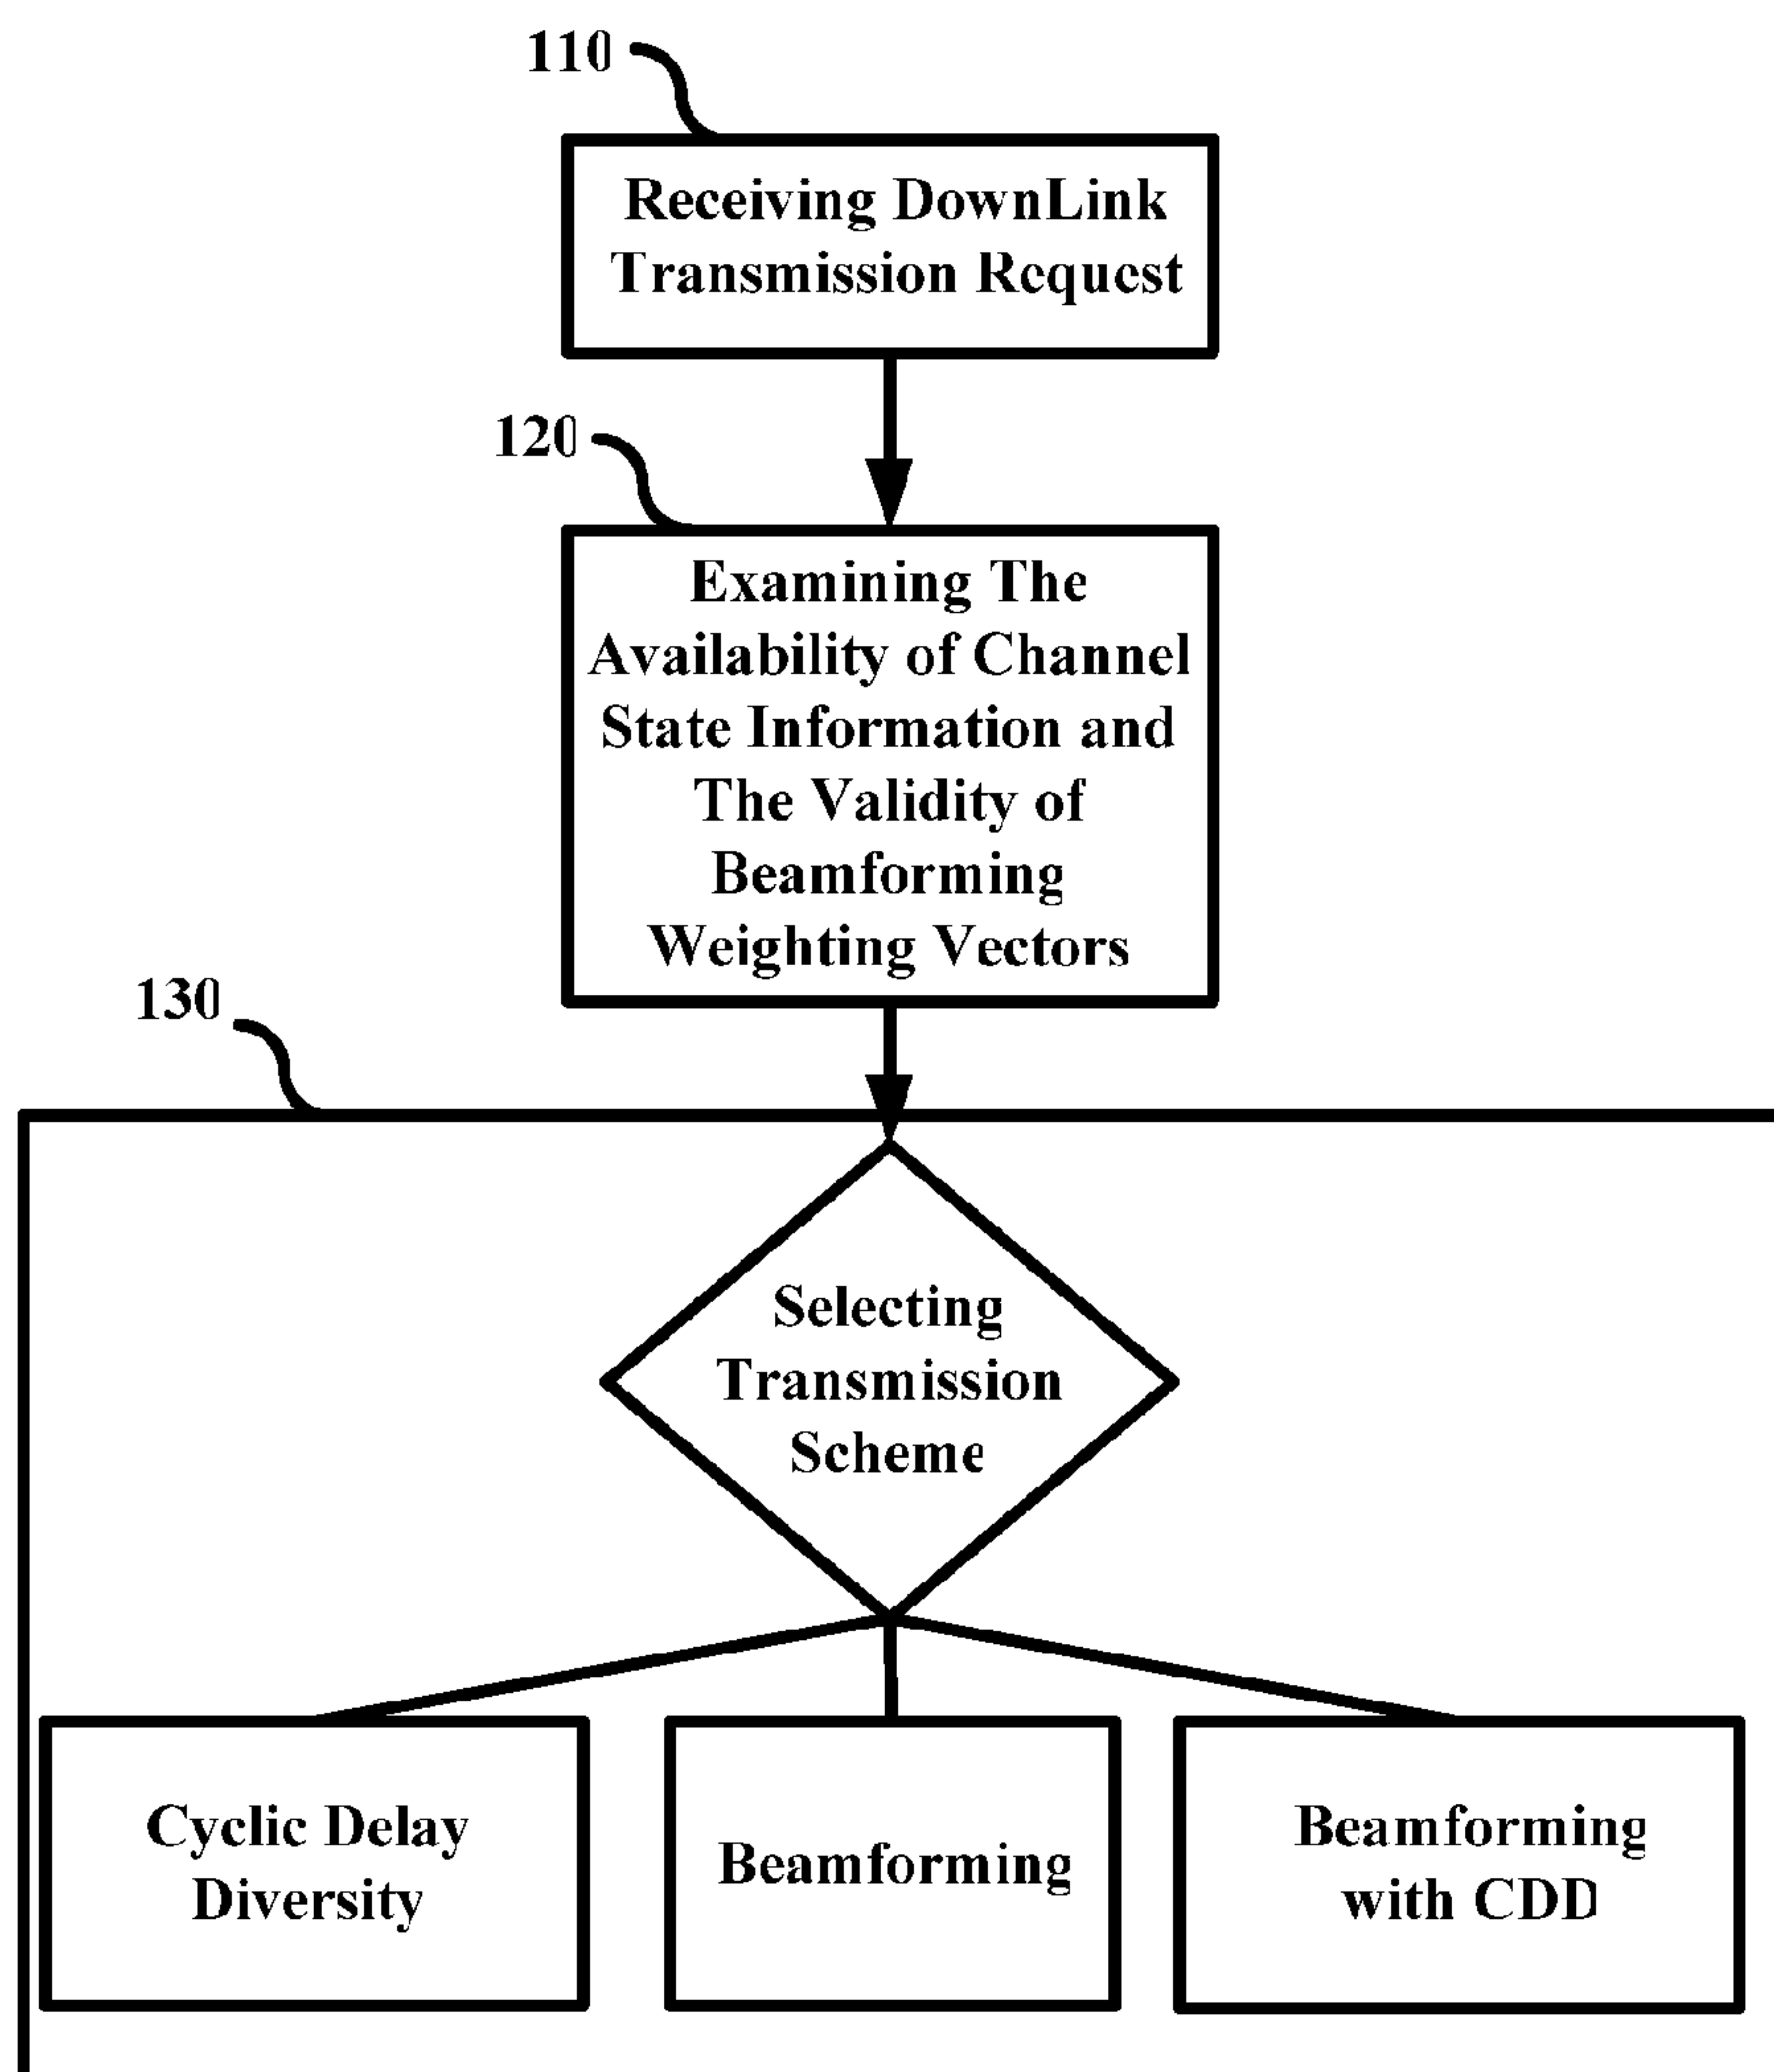 110
Receiving DownLink
Transmission Request
120
Examining The
Availability of Channel
State Information and
The Validity of
Beamforming
Weighting Vectors
130
Selecting
Transmission
Scheme
Cyclic Delay
Diversity
Beamforming
Beamforming
with CDD